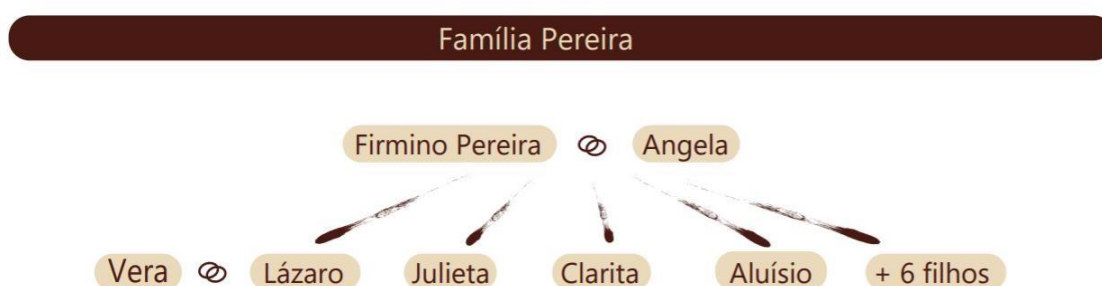 Família Pereira
Firmino Pereira Angela
Vera Lázaro Julieta Clarita Aluísio + 6 filhos